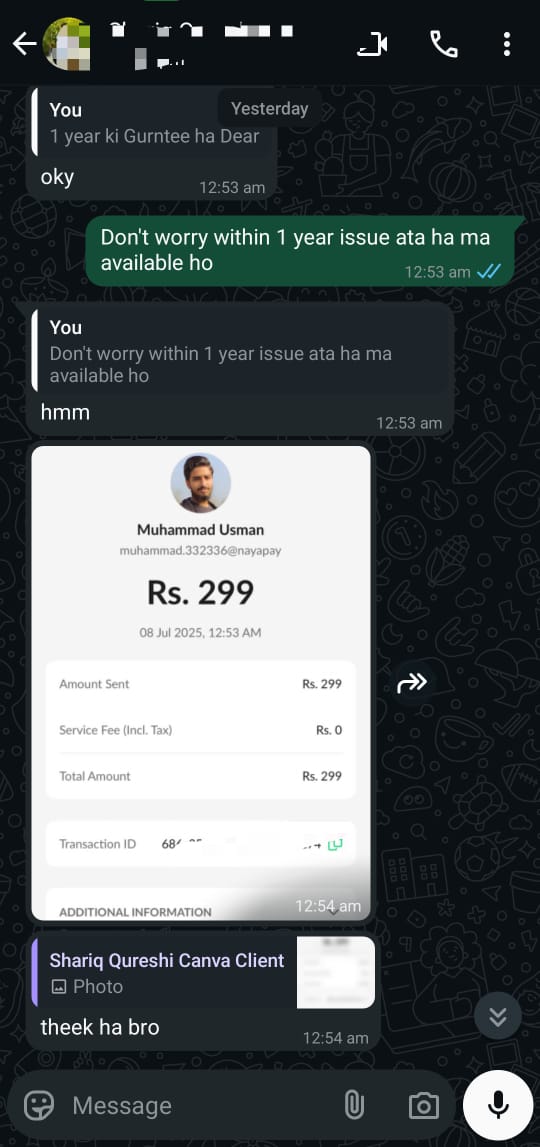 Yesterday
You
1 year ki Gurntee ha Dear
oky
12:53 am
Don't worry within 1 year issue ata ha ma
available ho
12:53 am
You
Don't worry within 1 year issue ata ha ma
available ho
hmm
12:53 am
Muhammad Usman
muhammad.332336@nayapay
Rs. 299
08 Jul 2025, 12:53 AM
Amount Sent Rs. 299
Service Fee (Incl. Tax) Rs. 0
Total Amount Rs. 299
Transaction ID
ADDITIONAL INFORMATION
12:54 am
Shariq Qureshi Canva Client
Photo
theek ha bro
12:54 am
Message